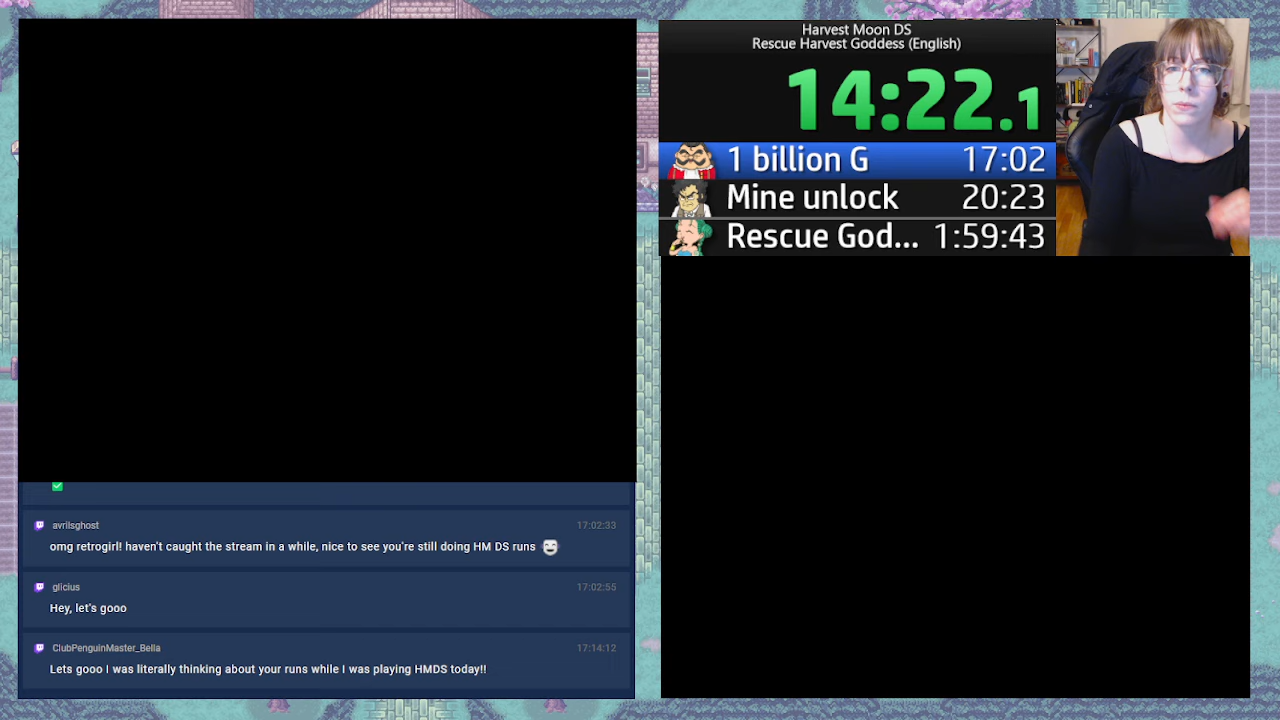 Harvest Moon DS
Rescue Harvest Goddess (English)
14:22.1
1 billion G 17:02
Mine unlock 20:23
Rescue God... 1:59:43
avrilsghost 17:02:33
omg retrogirl! haven't caught the stream in a while, nice to see you're still doing HM DS runs
glicius 17:02:55
Hey, let's gooo
ClubPenguinMaster_Bella 17:14:12
Lets gooo I was literally thinking about your runs while I was playing HMDS today!!